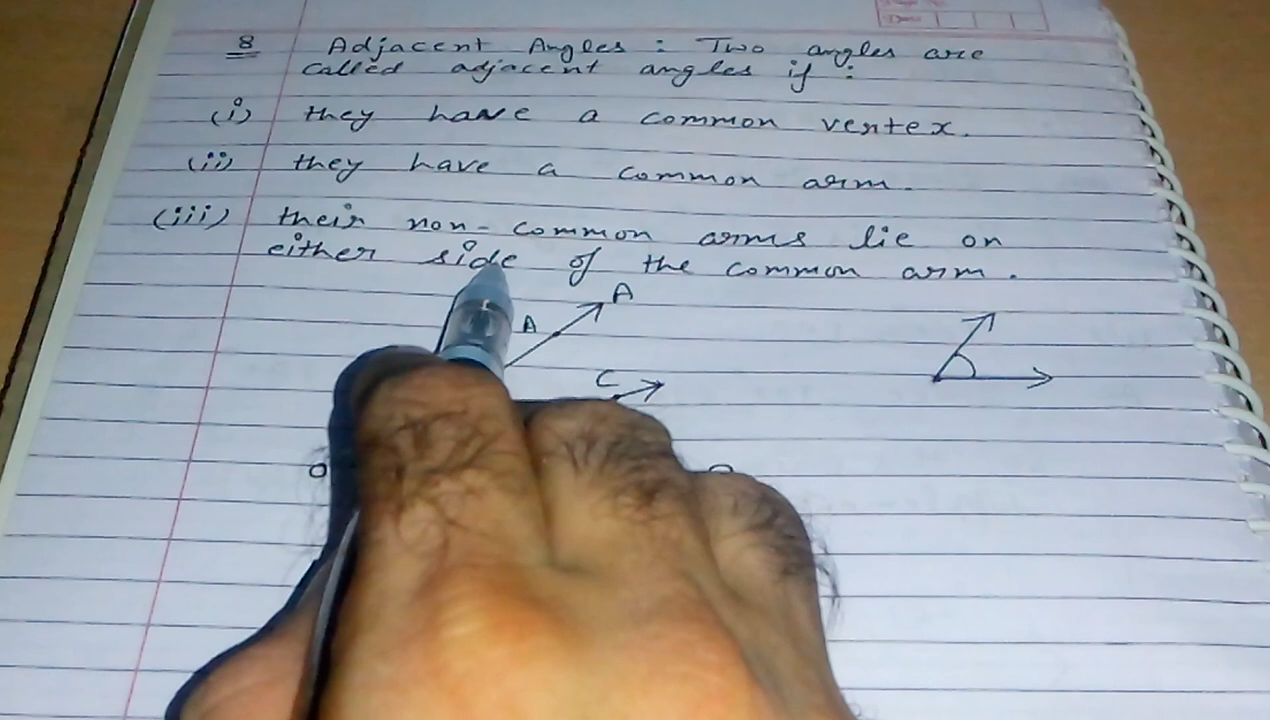 8 Adjacent Angles : Two angles are
called adjacent angles if :
(i) they have a common vertex.
(ii) they have a common arm.
(iii) their non-common arms lie on
either side of the common arm.
A
A
C
O